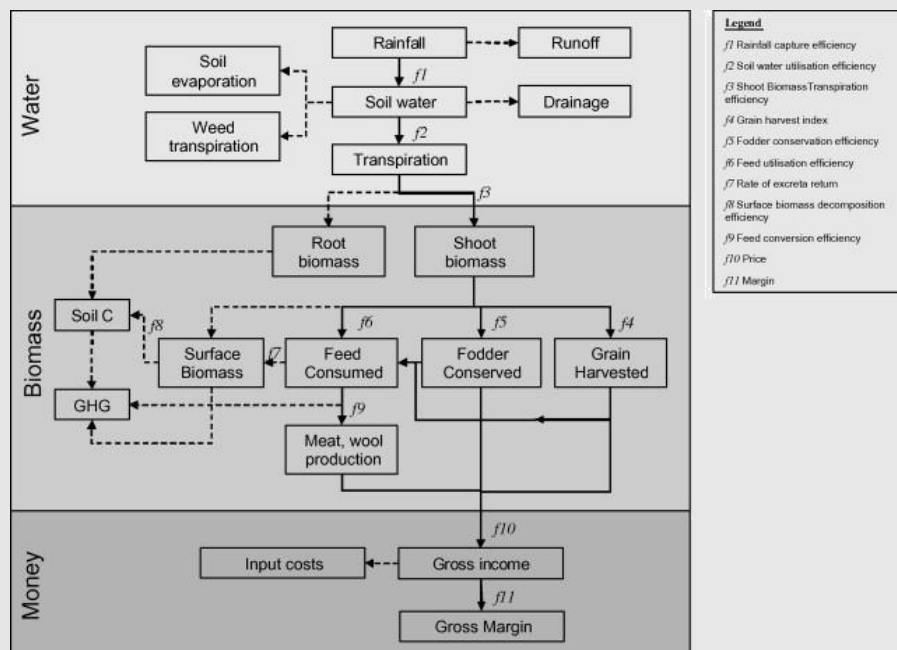 Water
Rainfall
Runoff
Soil
evaporation
f1
Soil water
Drainage
Weed
transpiration
f2
Transpiration
f3
Biomass
Root
biomass
Shoot
biomass
Soil C
f8
f6
f5
f4
Surface
Biomass
f7
Feed
Consumed
Fodder
Conserved
Grain
Harvested
GHG
f9
Meat, wool
production
Money
f10
Input costs
Gross income
f11
Gross Margin
Legend
f1 Rainfall capture efficiency
f2 Soil water utilisation efficiency
f3 Shoot BiomassTranspiration
efficiency
f4 Grain harvest index
f5 Fodder conservation efficiency
f6 Feed utilisation efficiency
f7 Rate of excreta return
f8 Surface biomass decomposition
efficiency
f9 Feed conversion efficiency
f10 Price
f11 Margin